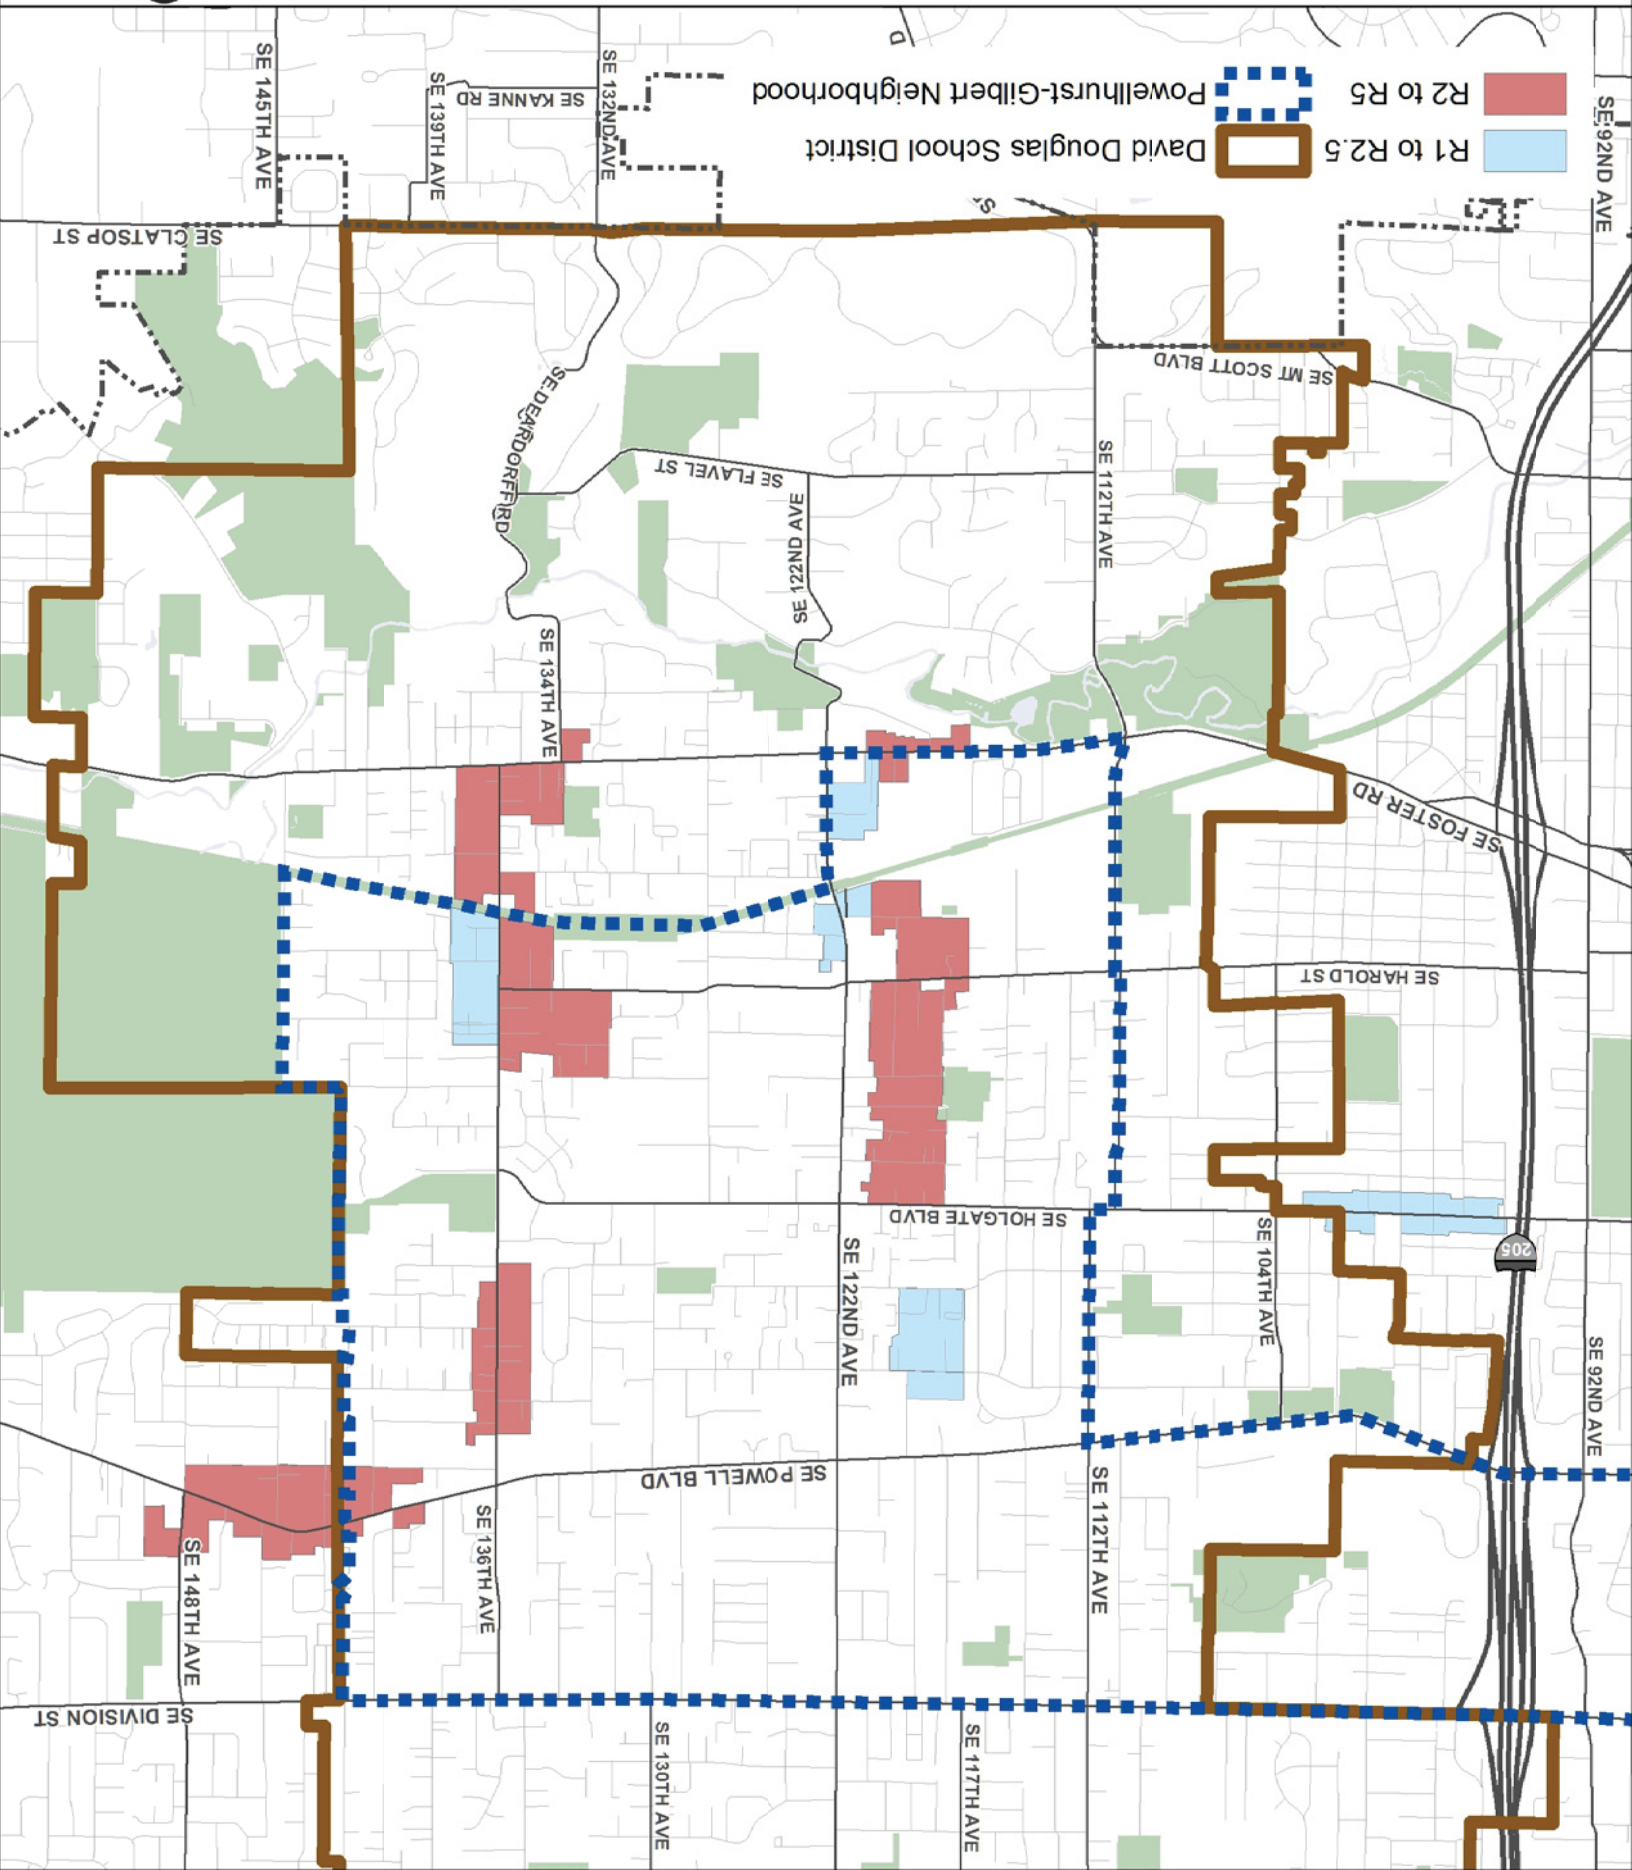 SE DIVISION ST
SE 148TH AVE
SE 136TH AVE
SE 130TH AVE
SE 117TH AVE
SE 112TH AVE
SE POWELL BLVD
SE 92ND AVE
SE 122ND AVE
SE 104TH AVE
205
SE HOLGATE BLVD
SE HAROLD ST
SE FOSTER RD
SE 134TH AVE
SE 122ND AVE
SE 112TH AVE
SE FLAVEL ST
SE DEARDORFF RD
SE MT SCOTT BLVD
SE CLATSOP ST
SE 92ND AVE
SE 145TH AVE
SE 139TH AVE
SE 132ND AVE
SE KANNE RD
R1 to R2.5
David Douglas School District
R2 to R5
Powellhurst-Gilbert Neighborhood